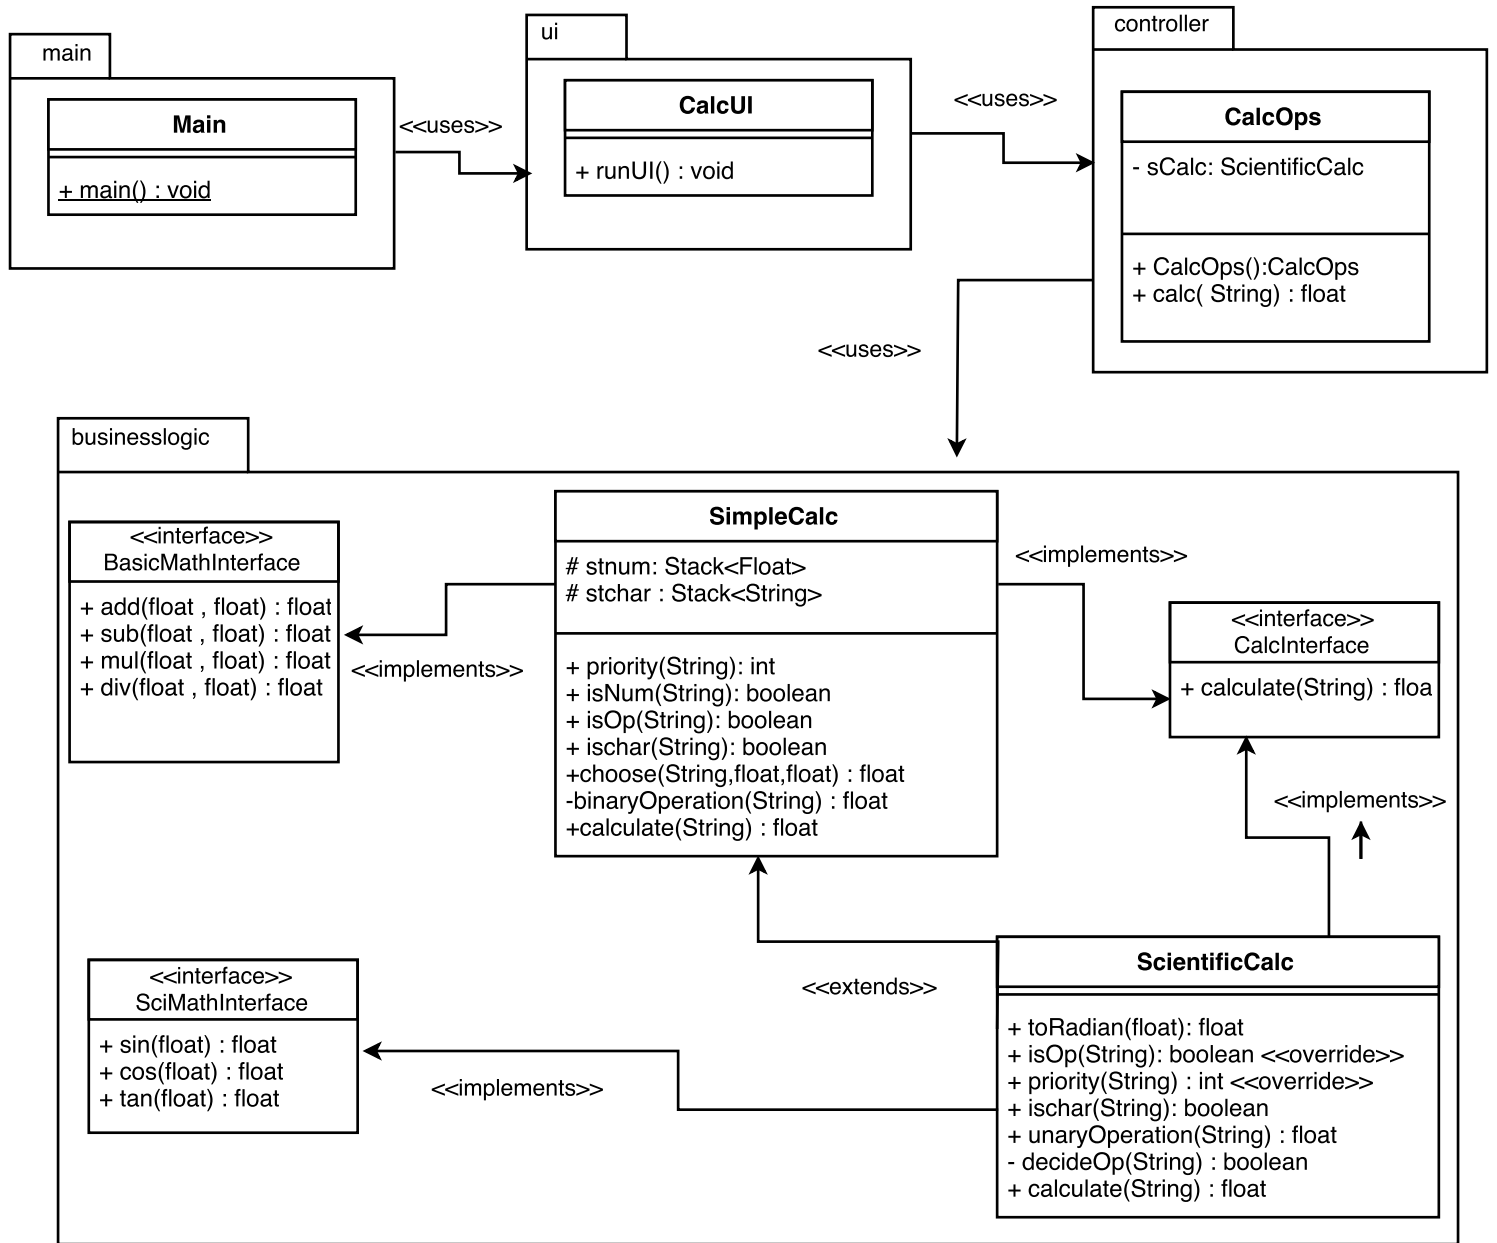 main
Main
+ main() : void
<<uses>>
ui
CalcUI
+ runUI() : void
<<uses>>
controller
CalcOps
- sCalc: ScientificCalc
+ CalcOps():CalcOps
+ calc( String) : float
<<uses>>
businesslogic
<<interface>>
BasicMathInterface
+ add(float , float) : float
+ sub(float , float) : float
+ mul(float , float) : float
+ div(float , float) : float
<<implements>>
SimpleCalc
# stnum: Stack<Float>
# stchar : Stack<String>
+ priority(String): int
+ isNum(String): boolean
+ isOp(String): boolean
+ ischar(String): boolean
+choose(String,float,float) : float
-binaryOperation(String) : float
+calculate(String) : float
<<implements>>
<<interface>>
CalcInterface
+ calculate(String) : floa
<<implements>>
<<extends>>
<<interface>>
SciMathInterface
+ sin(float) : float
+ cos(float) : float
+ tan(float) : float
<<implements>>
ScientificCalc
+ toRadian(float): float
+ isOp(String): boolean <<override>>
+ priority(String) : int <<override>>
+ ischar(String): boolean
+ unaryOperation(String) : float
- decideOp(String) : boolean
+ calculate(String) : float